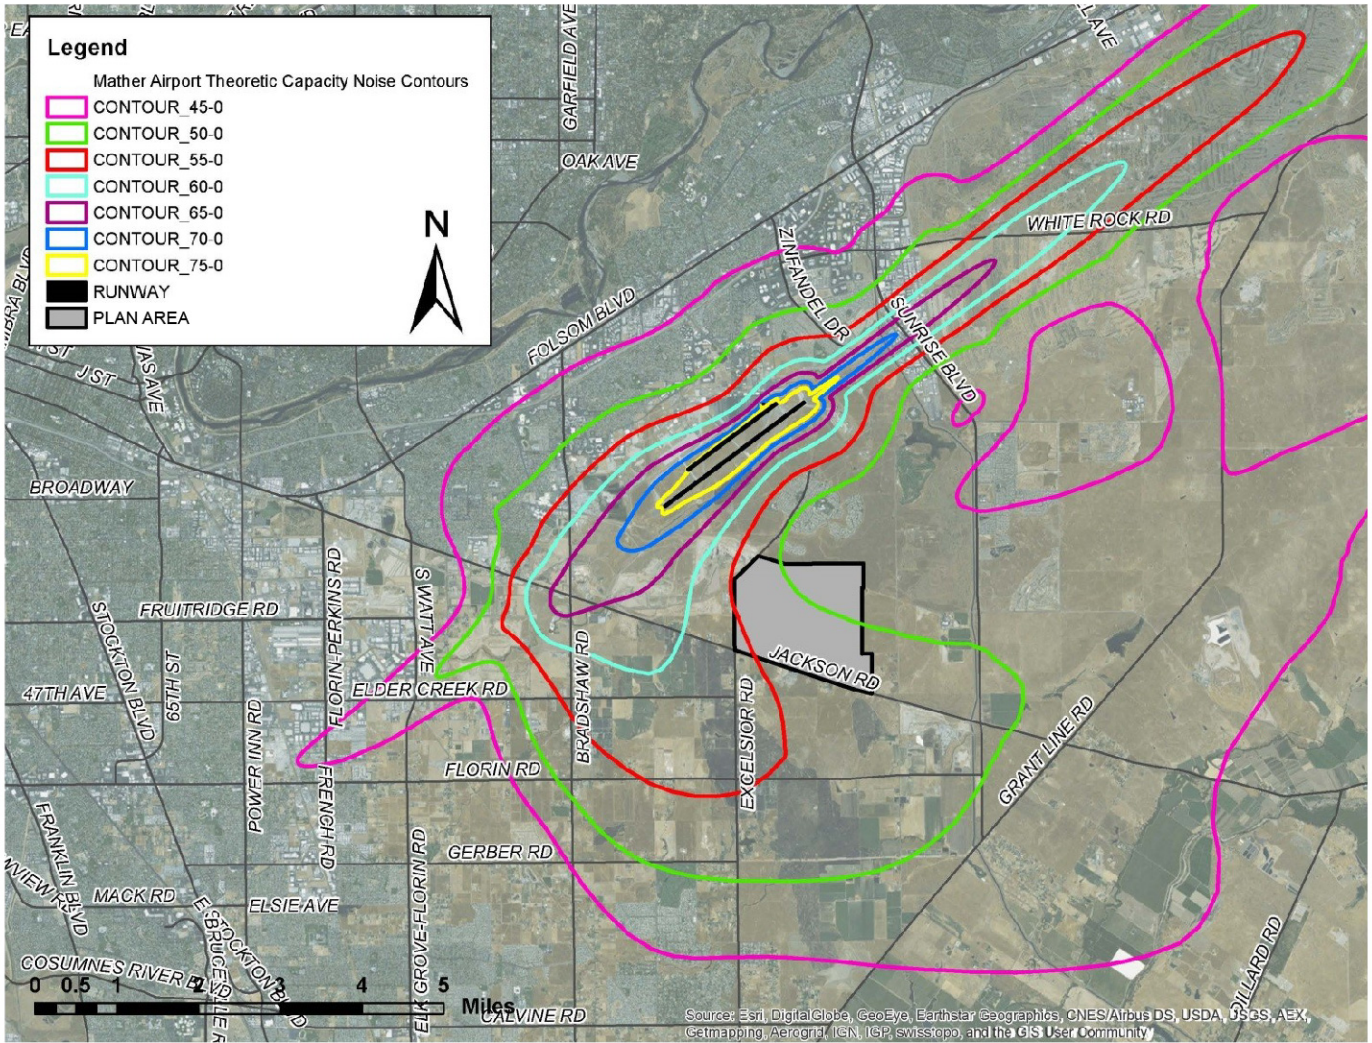 Legend
Mather Airport Theoretic Capacity Noise Contours
CONTOUR_45-0
CONTOUR_50-0
CONTOUR_55-0
CONTOUR_60-0
CONTOUR_65-0
CONTOUR_70-0
CONTOUR_75-0
RUNWAY
PLAN AREA
N
GARFIELD AVE
OAK AVE
AVE
WHITE ROCK RD
ZINFANDEL DR
SUNRISE BLVD
FOLSOM BLVD
BLVD
ST
J ST
AVE
BROADWAY
S WATT AVE
FLORIN-PERKINS RD
FRUITRIDGE RD
STOCKTON BLVD
65TH ST
47TH AVE
ELDER CREEK RD
BRADSHAW RD
JACKSON RD
EXCELSIOR RD
GRANT LINE RD
POWER INN RD
FLORIN RD
FRENCH RD
FRANKLIN BLVD
GERBER RD
ELK GROVE-FLORIN RD
MACK RD
ELSIE AVE
STOCKTON BLVD
COSUMNES RIVER BLVD
DILLARD RD
CALVINE RD
0 0.5 1 2 3 4 5
Miles
Source: Esri, DigitalGlobe, GeoEye, Earthstar Geographics, CNES/Airbus DS, USDA, USGS, AEX,
Getmapping, Aerogrid, IGN, IGP, swisstopo, and the GIS User Community